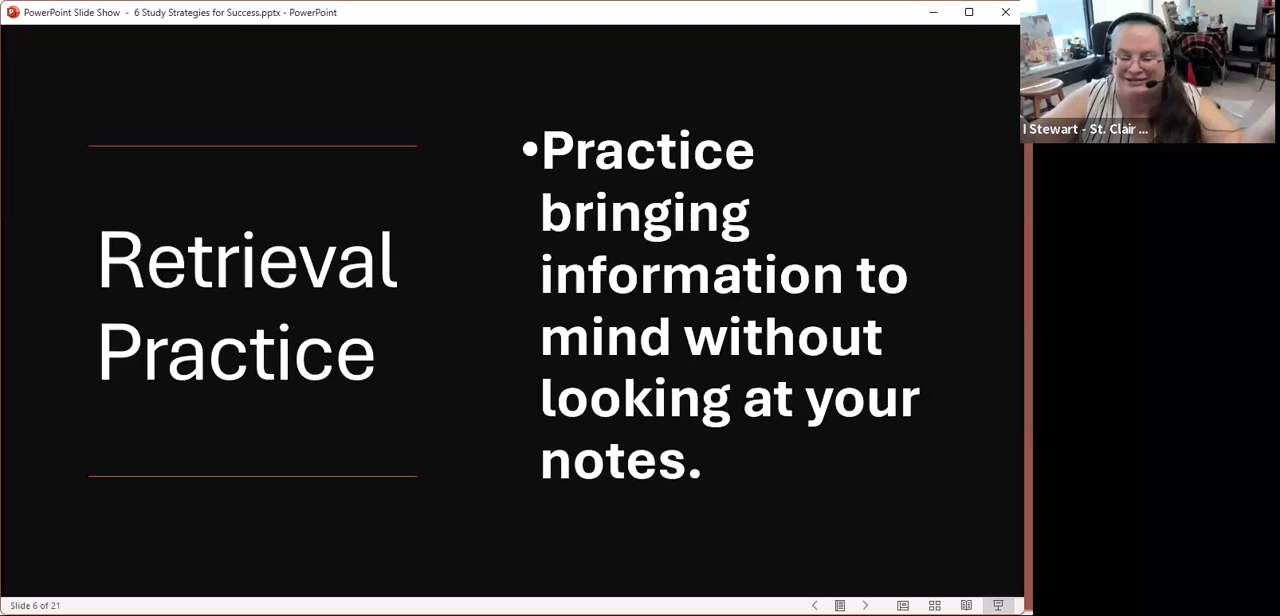 PowerPoint Slide Show - 6 Study Strategies for Success.pptx - PowerPoint
I Stewart - St. Clair ...
Retrieval
Practice
•Practice
bringing
information to
mind without
looking at your
notes.
Slide 6 of 21